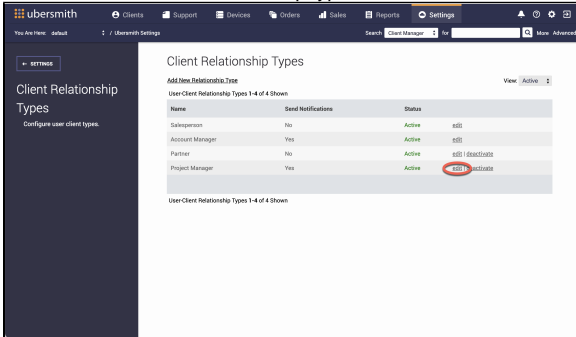 ubersmith Clients Support Devices Orders Sales Reports Settings
You Are Here: default / Ubersmith Settings Search Client Manager for More Advanced
← SETTINGS
Client Relationship Types
Configure user client types.
Client Relationship Types
Add New Relationship Type View: Active
User-Client Relationship Types 1-4 of 4 Shown
Name Send Notifications Status
Salesperson No Active edit
Account Manager Yes Active edit
Partner No Active edit | deactivate
Project Manager Yes Active edit | deactivate
User-Client Relationship Types 1-4 of 4 Shown